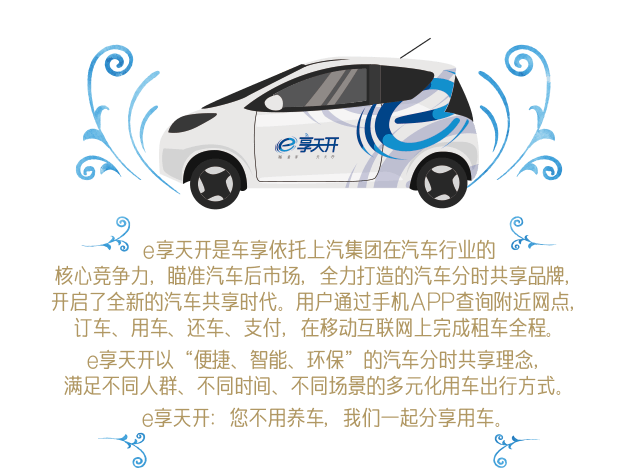 e享天开
e享天开是车享依托上汽集团在汽车行业的
核心竞争力，瞄准汽车后市场，全力打造的汽车分时共享品牌，
开启了全新的汽车共享时代。用户通过手机APP查询附近网点，
订车、用车、还车、支付，在移动互联网上完成租车全程。
e享天开以“便捷、智能、环保”的汽车分时共享理念，
满足不同人群、不同时间、不同场景的多元化用车出行方式。
e享天开：您不用养车，我们一起分享用车。